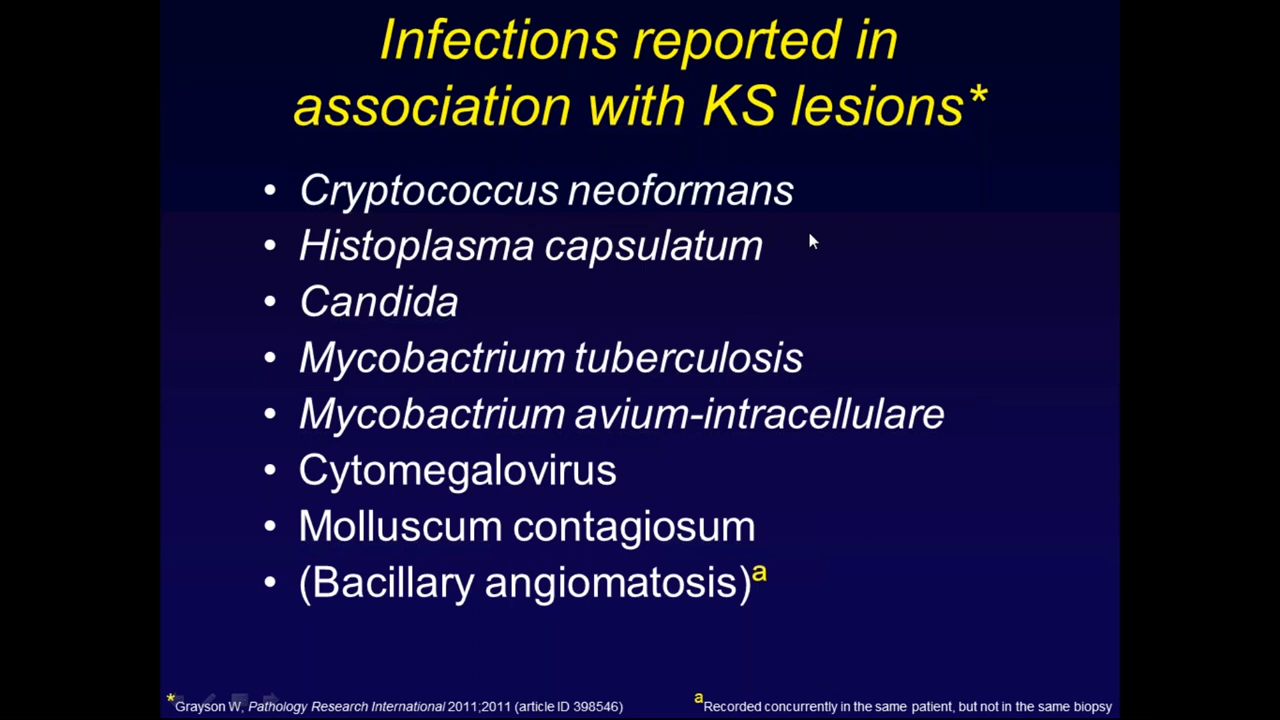 Infections reported in
association with KS lesions*
• Cryptococcus neoformans
• Histoplasma capsulatum
• Candida
• Mycobactrium tuberculosis
• Mycobactrium avium-intracellulare
• Cytomegalovirus
• Molluscum contagiosum
• (Bacillary angiomatosis)a
*Grayson W, Pathology Research International 2011;2011 (article ID 398546)
aRecorded concurrently in the same patient, but not in the same biopsy